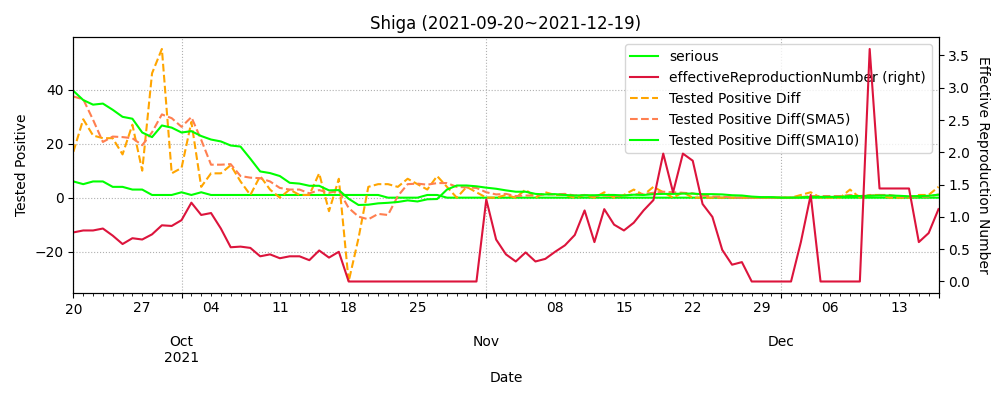 Shiga (2021-09-20~2021-12-19)
serious
effectiveReproductionNumber (right)
Tested Positive Diff
Tested Positive Diff(SMA5)
Tested Positive Diff(SMA10)
Tested Positive
40
20
0
−20
3.5
3.0
2.5
2.0
1.5
1.0
0.5
0.0
Effective Reproduction Number
20 27 04 11 18 25 08 15 22 29 06 13
Oct Nov Dec
2021
Date